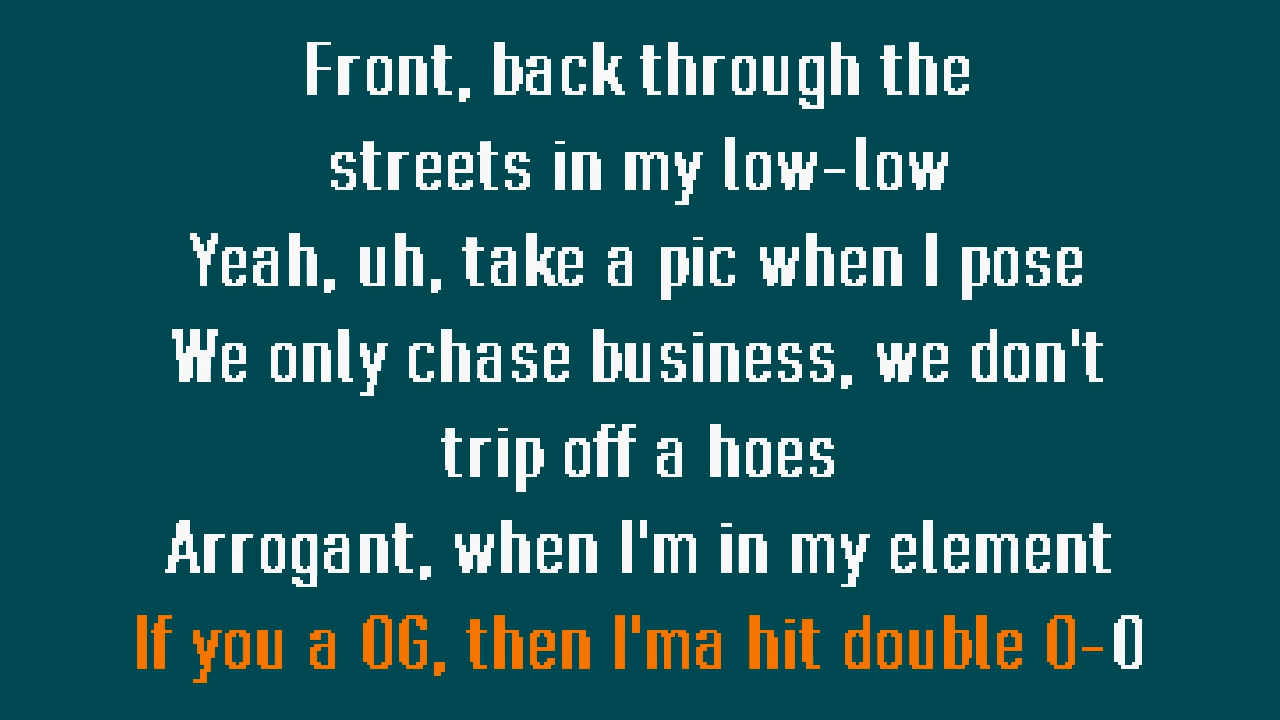 Front, back through the
streets in my low-low
Yeah, uh, take a pic when I pose
We only chase business, we don't
trip off a hoes
Arrogant, when I'm in my element
If you a OG, then I'ma hit double O-O